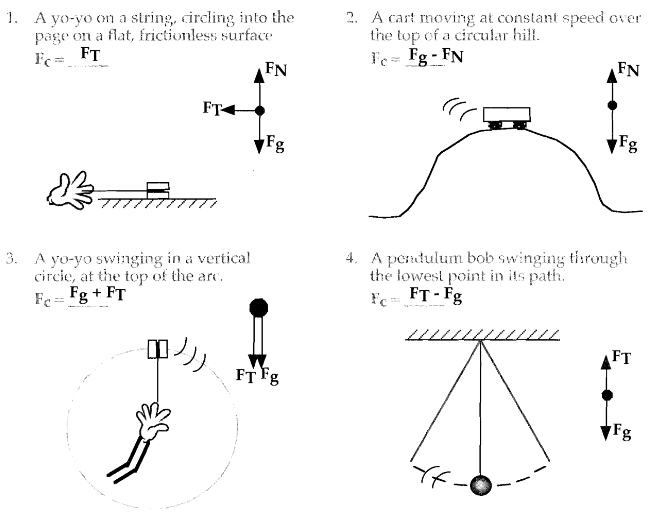 1. A yo-yo on a string, circling into the
page on a flat, frictionless surface
Fc = FT
FN
FT
Fg
2. A cart moving at constant speed over
the top of a circular hill.
Fc = Fg - FN
FN
Fg
3. A yo-yo swinging in a vertical
circle, at the top of the arc.
Fc = Fg + FT
FT Fg
4. A pendulum bob swinging through
the lowest point in its path.
Fc = FT - Fg
FT
Fg